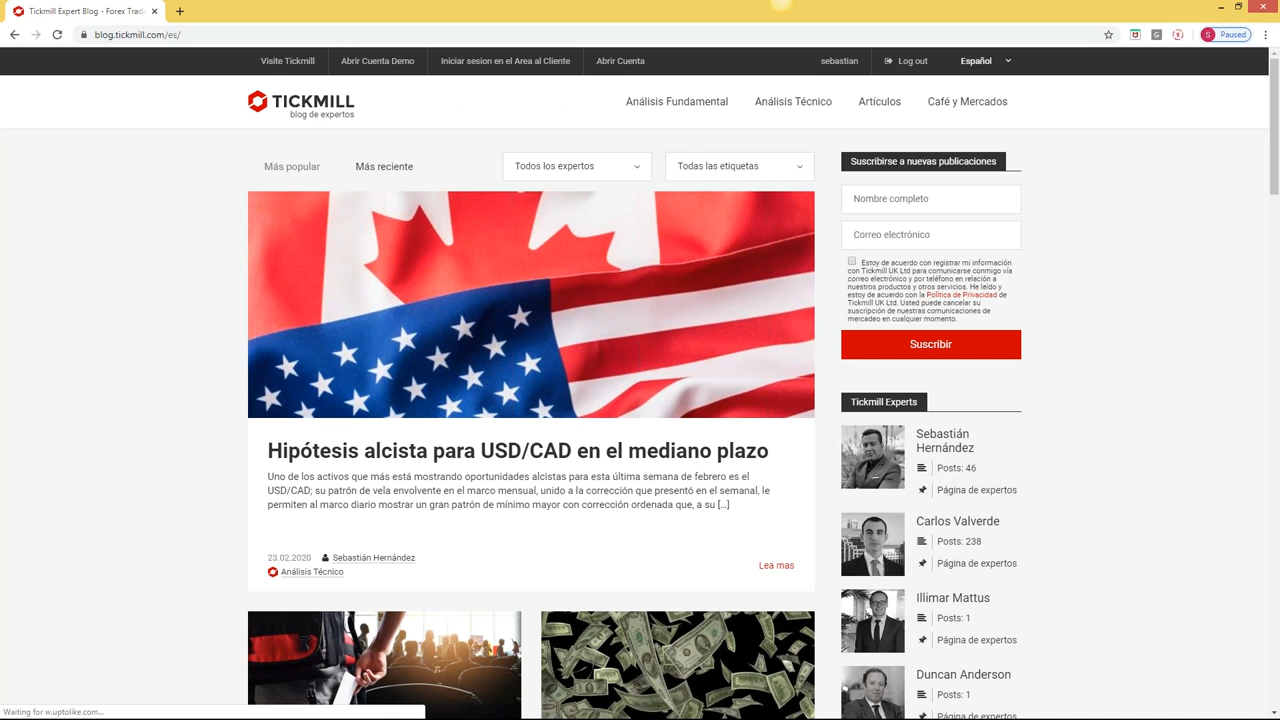 Tickmill Expert Blog - Forex Trad
blog.tickmill.com/es/
S Paused
Visite Tickmill
Abrir Cuenta Demo
Iniciar sesion en el Area al Cliente
Abrir Cuenta
sebastian
Log out
Español
TICKMILL
blog de expertos
Análisis Fundamental
Análisis Técnico
Artículos
Café y Mercados
Más popular
Más reciente
Todos los expertos
Todas las etiquetas
Hipótesis alcista para USD/CAD en el mediano plazo
Uno de los activos que más está mostrando oportunidades alcistas para esta última semana de febrero es el
USD/CAD; su patrón de vela envolvente en el marco mensual, unido a la corrección que presentó en el semanal, le
permiten al marco diario mostrar un gran patrón de mínimo mayor con corrección ordenada que, a su [...]
23.02.2020
Sebastián Hernández
Análisis Técnico
Lea mas
Suscribirse a nuevas publicaciones
Nombre completo
Correo electrónico
Estoy de acuerdo con registrar mi información
con Tickmill UK Ltd para comunicarse conmigo vía
correo electrónico y por teléfono en relación a
nuestros productos y otros servicios. He leído y
estoy de acuerdo con la Política de Privacidad de
Tickmill UK Ltd. Usted puede cancelar su
suscripción de nuestras comunicaciones de
mercadeo en cualquier momento.
Suscribir
Tickmill Experts
Sebastián
Hernández
Posts: 46
Página de expertos
Carlos Valverde
Posts: 238
Página de expertos
Illimar Mattus
Posts: 1
Página de expertos
Duncan Anderson
Posts: 1
Página de expertos
Waiting for w.uptolike.com...